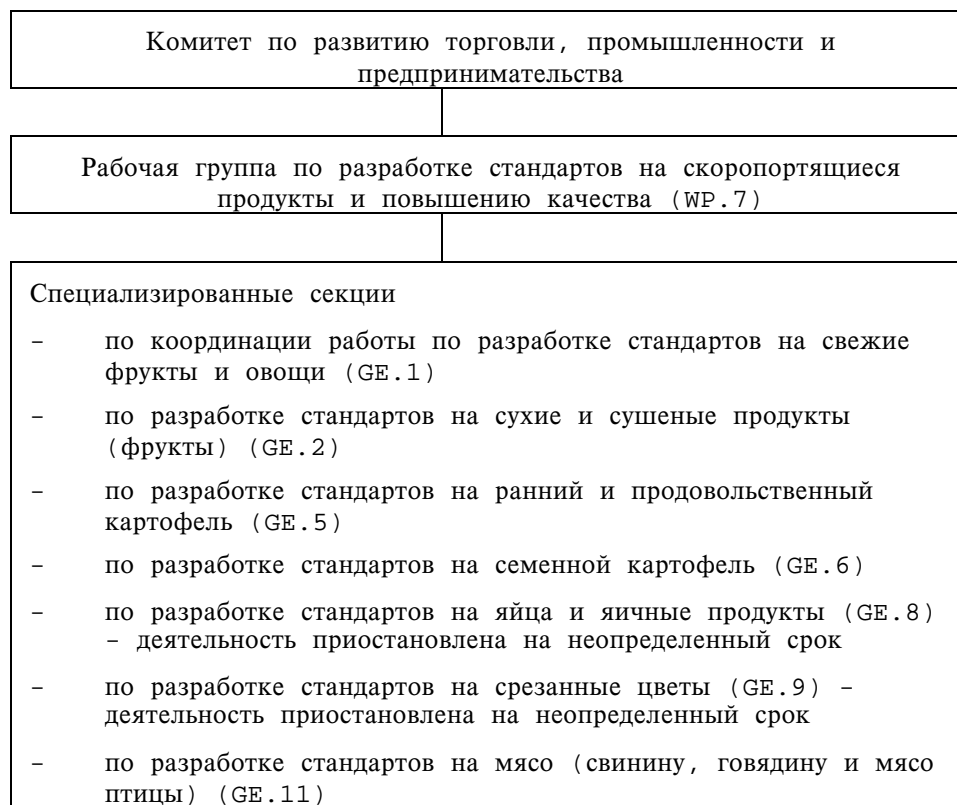 Комитет по развитию торговли, промышленности и
предпринимательства
Рабочая группа по разработке стандартов на скоропортящиеся
продукты и повышению качества (WP.7)
Специализированные секции
- по координации работы по разработке стандартов на свежие
фрукты и овощи (GE.1)
- по разработке стандартов на сухие и сушеные продукты
(фрукты) (GE.2)
- по разработке стандартов на ранний и продовольственный
картофель (GE.5)
- по разработке стандартов на семенной картофель (GE.6)
- по разработке стандартов на яйца и яичные продукты (GE.8)
- деятельность приостановлена на неопределенный срок
- по разработке стандартов на срезанные цветы (GE.9) -
деятельность приостановлена на неопределенный срок
- по разработке стандартов на мясо (свинину, говядину и мясо
птицы) (GE.11)